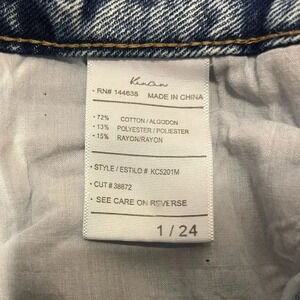 KanCan
• RN# 144635 MADE IN CHINA
• 72% COTTON / ALGODON
• 13% POLYESTER / POLIESTER
• 15% RAYON/RAYON
• STYLE / ESTILO # KC5201M
• CUT # 38872
• SEE CARE ON REVERSE
1 / 24